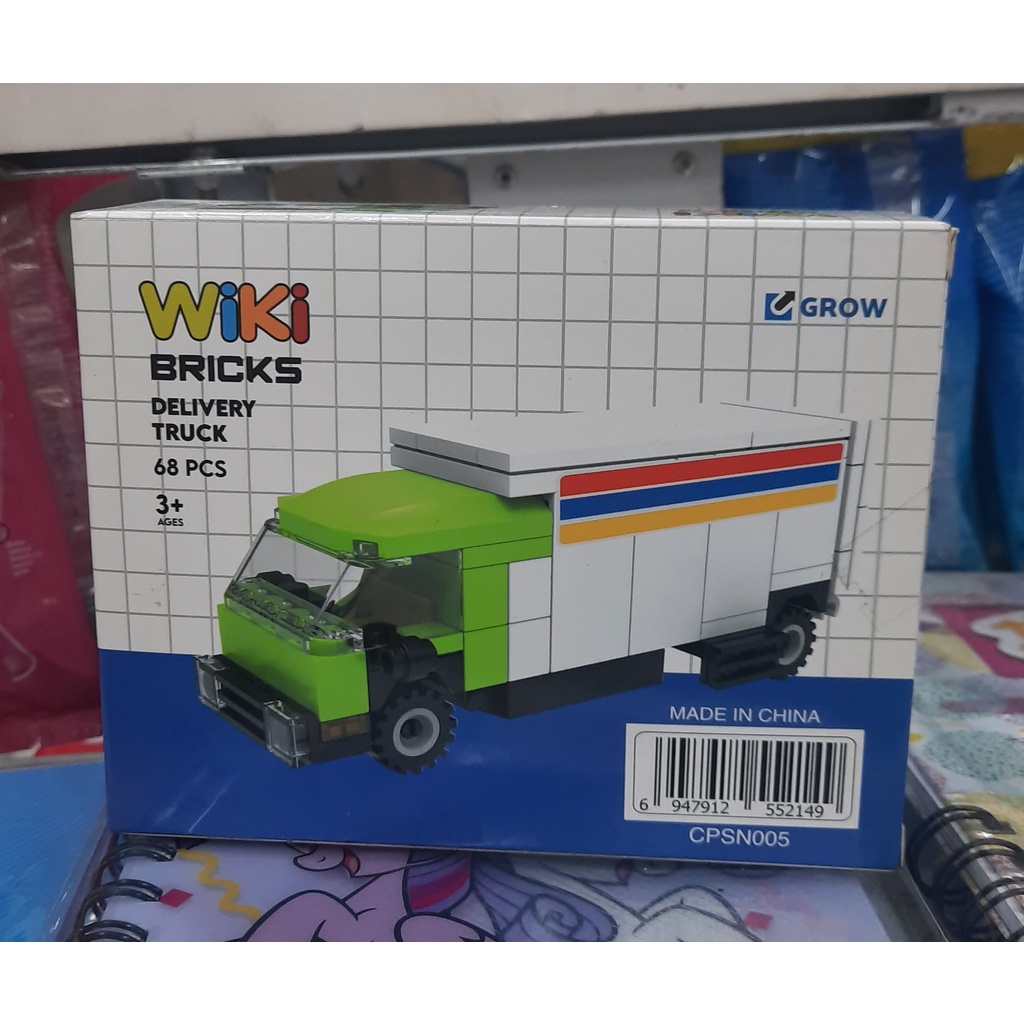 WiKi
BRICKS
DELIVERY
TRUCK
68 PCS
3+
AGES
GROW
MADE IN CHINA
6 947912 552149
CPSN005